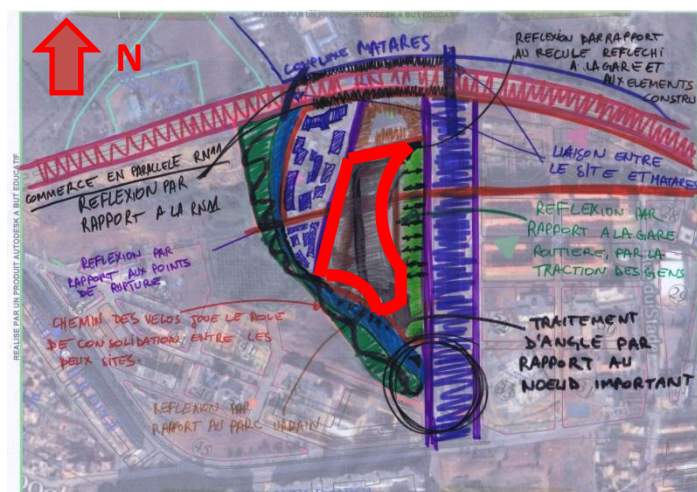 REALISE PAR UN PRODUIT AUTODESK A BUT EDUCATIF
N
COMPLEXE MATARES
REFLEXION PAR RAPPORT
AU RECULE REFLECHI
A LA GARE ET
AUX ELEMENTS
CONSTRU
COMMERCE EN PARALLELE RN11
REFLEXION PAR
RAPPORT A LA RN11
LIAISON ENTRE
LE SITE ET MATARES
REFLEXION PAR
RAPPORT A LA GARE
ROUTIERE, PAR LA
TRACTION DES GENS
REFLEXION PAR
RAPPORT AUX POINTS
DE RUPTURE
CHEMIN DES VELOS JOUE LE ROLE
DE CONSOLIDATION, ENTRE LES
DEUX SITES.
TRAITEMENT
D'ANGLE PAR
RAPPORT AU
NOEUD IMPORTANT
REFLEXION PAR
RAPPORT AU PARC URBAIN
45
REALISE PAR UN PRODUIT AUTODESK A BUT EDUCATIF